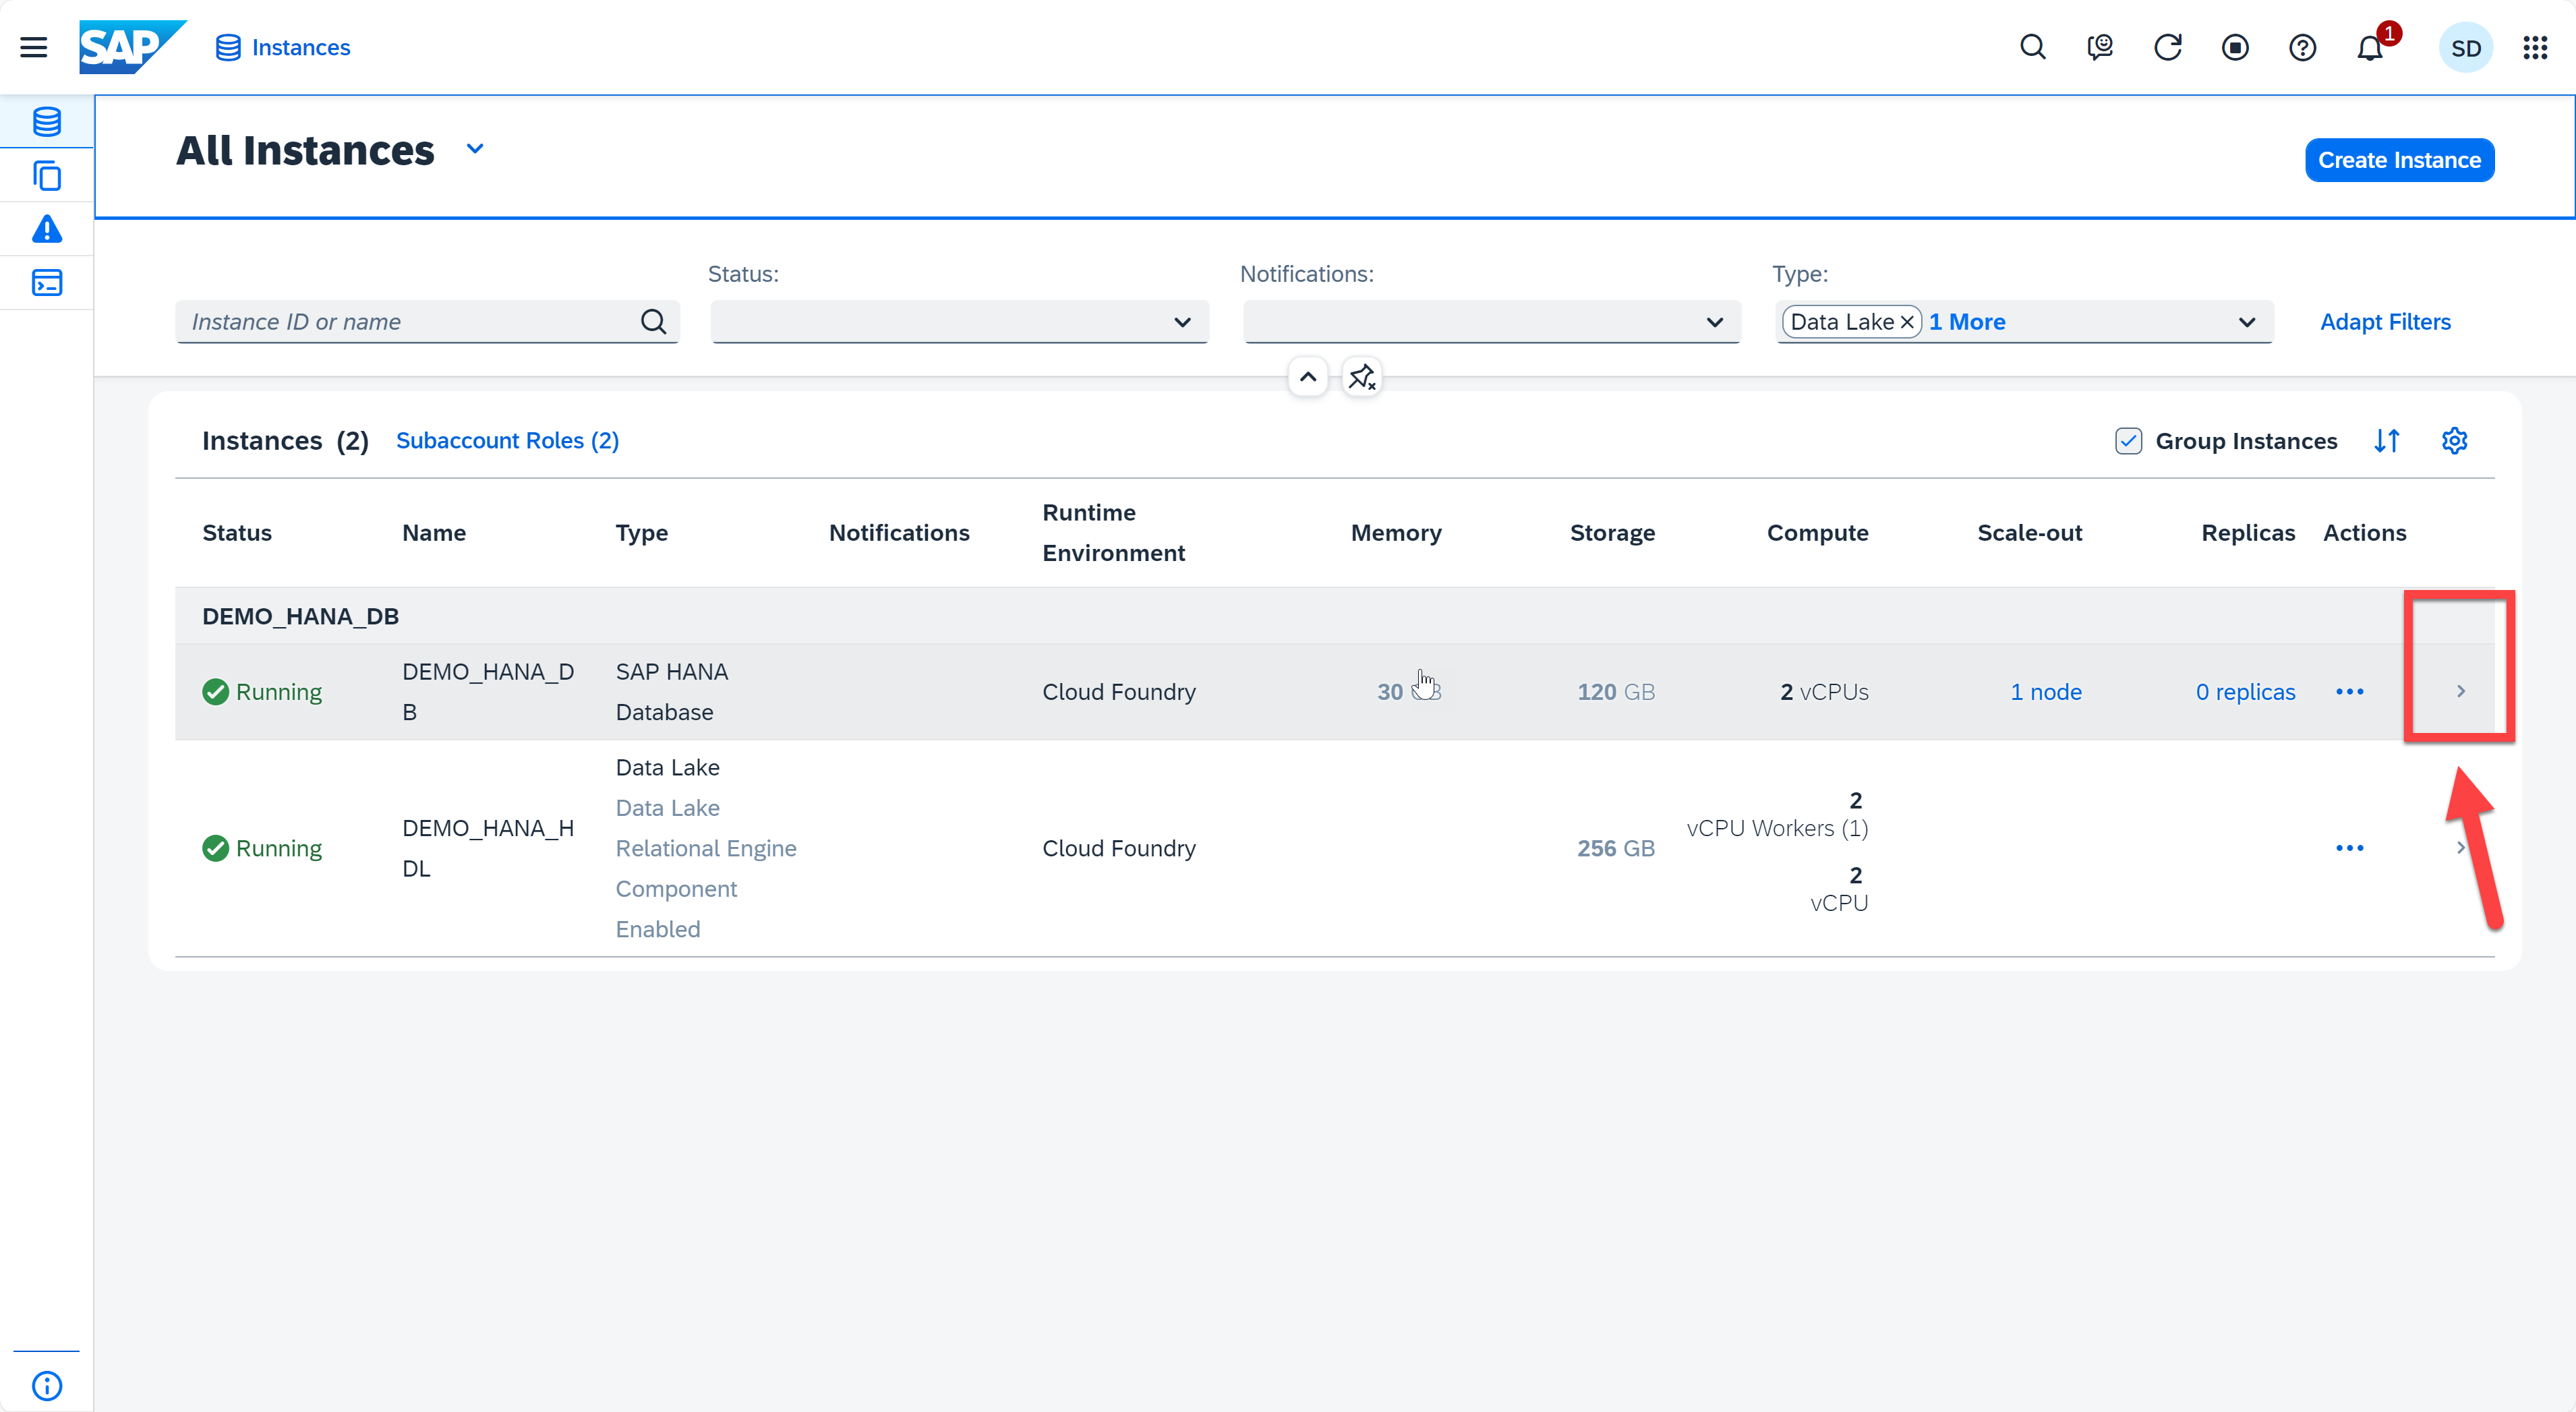 SAP
Instances
1
SD
All Instances
Create Instance
Status:
Notifications:
Type:
Instance ID or name
Data Lake
1 More
Adapt Filters
Instances (2)
Subaccount Roles (2)
Group Instances
Status
Name
Type
Notifications
Runtime
Environment
Memory
Storage
Compute
Scale-out
Replicas
Actions
DEMO_HANA_DB
Running
DEMO_HANA_D
B
SAP HANA
Database
Cloud Foundry
30
120 GB
2 vCPUs
1 node
0 replicas
Running
DEMO_HANA_H
DL
Data Lake
Data Lake
Relational Engine
Component
Enabled
Cloud Foundry
256 GB
2
vCPU Workers (1)
2
vCPU